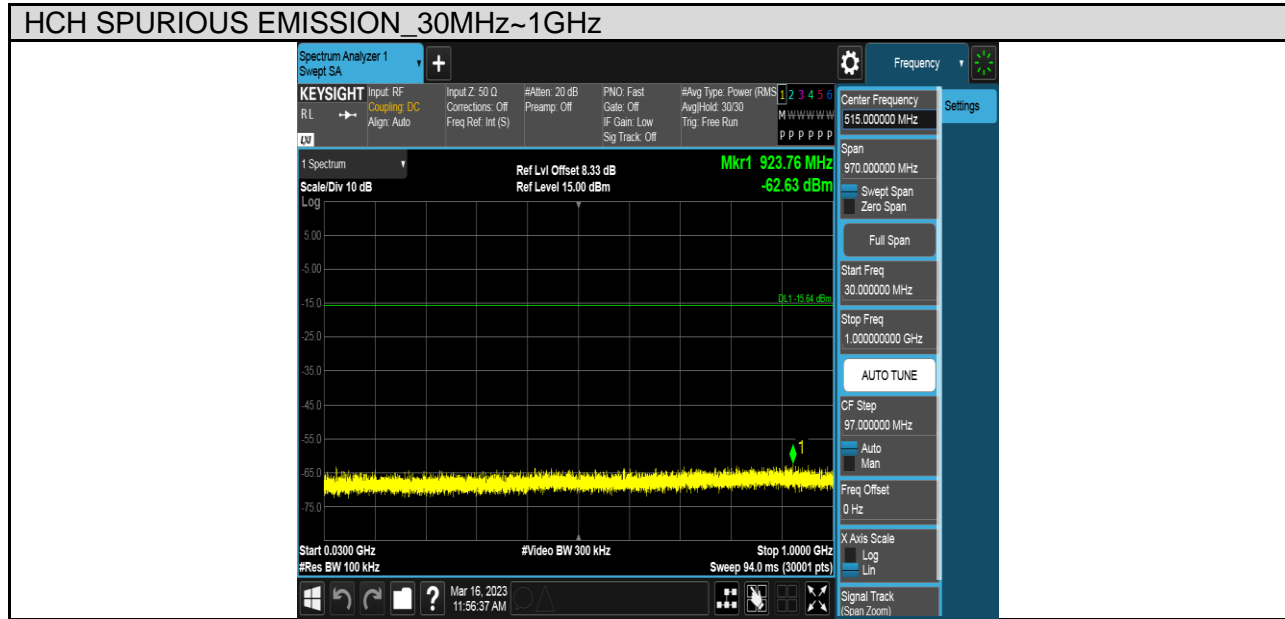 HCH SPURIOUS EMISSION_30MHz~1GHz
Spectrum Analyzer 1
Swept SA
+
Frequency
KEYSIGHT
RL
LXI
Input: RF
Coupling: DC
Align: Auto
Input Z: 50 Ω
Corrections: Off
Freq Ref: Int (S)
#Atten: 20 dB
Preamp: Off
PNO: Fast
Gate: Off
IF Gain: Low
Sig Track: Off
#Avg Type: Power (RMS
Avg|Hold: 30/30
Trig: Free Run
1 2 3 4 5 6
M W W W W W
P P P P P P
1 Spectrum
Scale/Div 10 dB
Log
Ref Lvl Offset 8.33 dB
Ref Level 15.00 dBm
Mkr1 923.76 MHz
-62.63 dBm
5.00
-5.00
-15.0
-25.0
-35.0
-45.0
-55.0
-65.0
-75.0
DL1 -15.64 dBm
1
Start 0.0300 GHz
#Res BW 100 kHz
#Video BW 300 kHz
Stop 1.0000 GHz
Sweep 94.0 ms (30001 pts)
?
Mar 16, 2023
11:56:37 AM
Center Frequency
515.000000 MHz
Settings
Span
970.000000 MHz
Swept Span
Zero Span
Full Span
Start Freq
30.000000 MHz
Stop Freq
1.000000000 GHz
AUTO TUNE
CF Step
97.000000 MHz
Auto
Man
Freq Offset
0 Hz
X Axis Scale
Log
Lin
Signal Track
(Span Zoom)